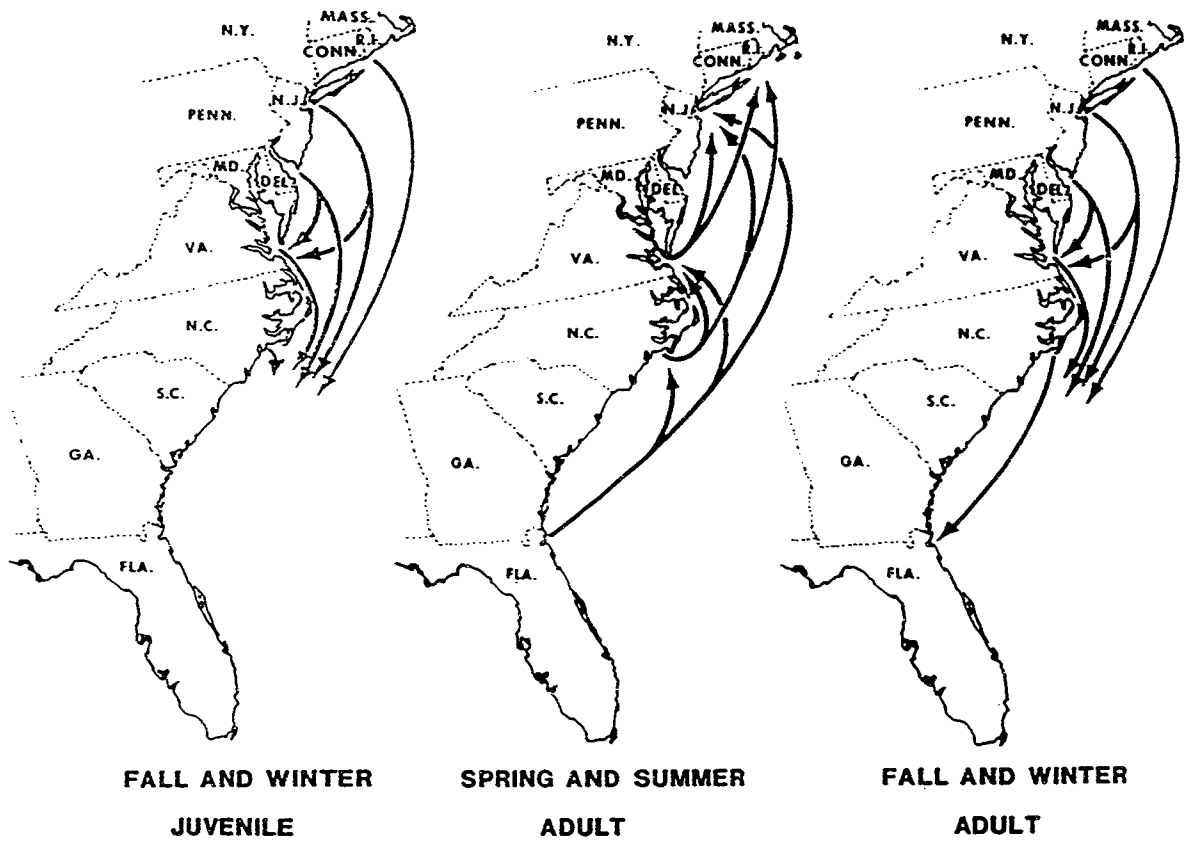 MASS.
N.Y.
R.I.
CONN.
N.J.
PENN.
MD.
DEL.
VA.
N.C.
S.C.
GA.
FLA.
FALL AND WINTER
JUVENILE
MASS.
N.Y.
R.I.
CONN.
N.J.
PENN.
MD.
DEL.
VA.
N.C.
S.C.
GA.
FLA.
SPRING AND SUMMER
ADULT
MASS.
N.Y.
R.I.
CONN.
N.J.
PENN.
MD.
DEL.
VA.
N.C.
S.C.
GA.
FLA.
FALL AND WINTER
ADULT